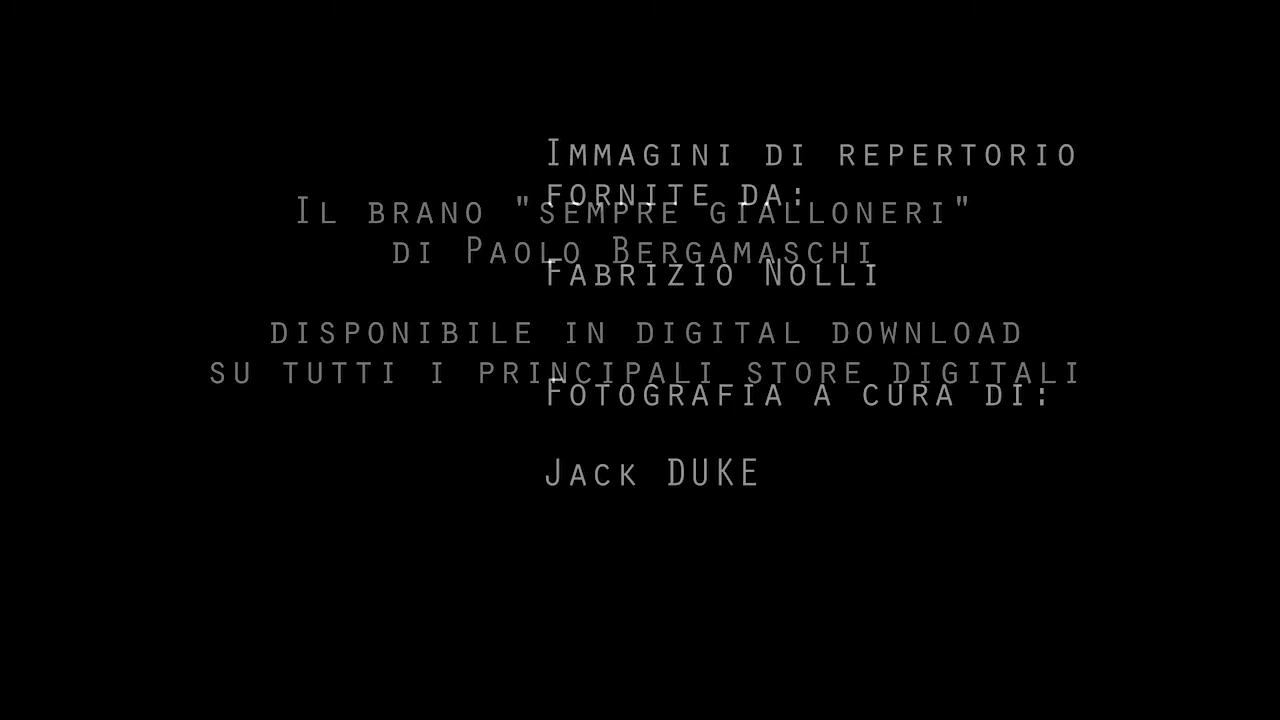 Immagini di repertorio
fornite da:
Fabrizio Nolli
Fotografia a cura di:
Jack DUKE
Il brano "sempre gialloneri"
di Paolo Bergamaschi
disponibile in digital download
su tutti i principali store digitali